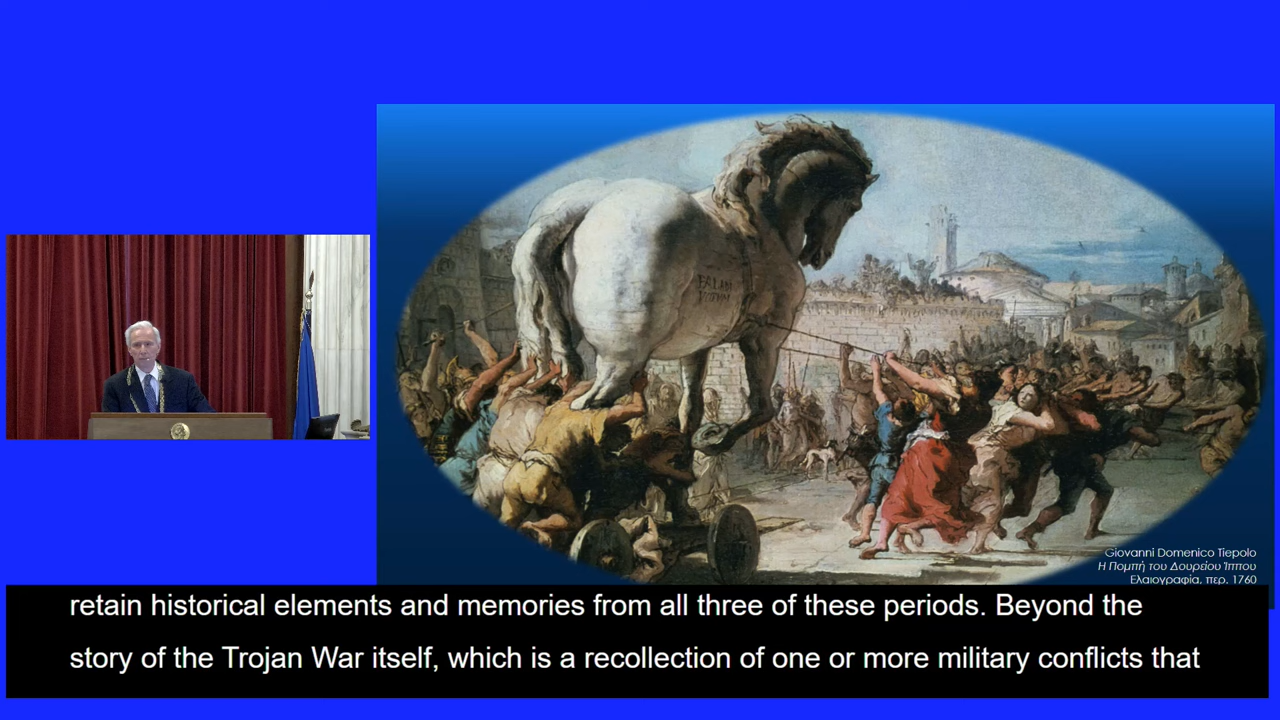 PALADI
VOTUM
Giovanni Domenico Tiepolo
Η Πομπή του Δουρείου Ίππου
Ελαιογραφία, περ. 1760
retain historical elements and memories from all three of these periods. Beyond the
story of the Trojan War itself, which is a recollection of one or more military conflicts that